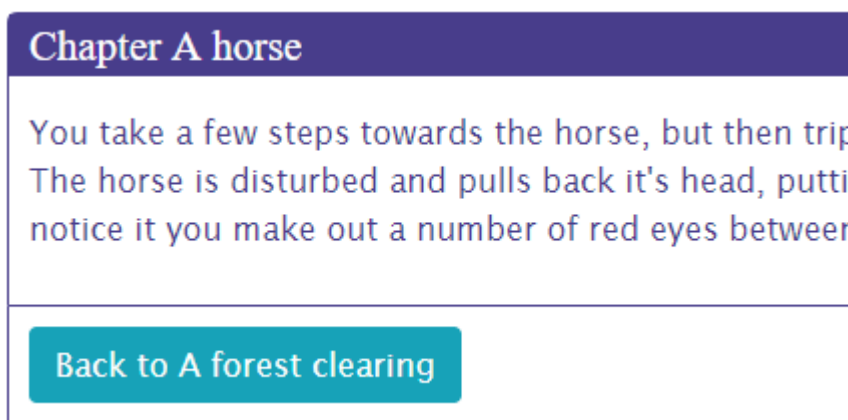 Chapter A horse
You take a few steps towards the horse, but then trip
The horse is disturbed and pulls back it's head, putti
notice it you make out a number of red eyes between
Back to A forest clearing